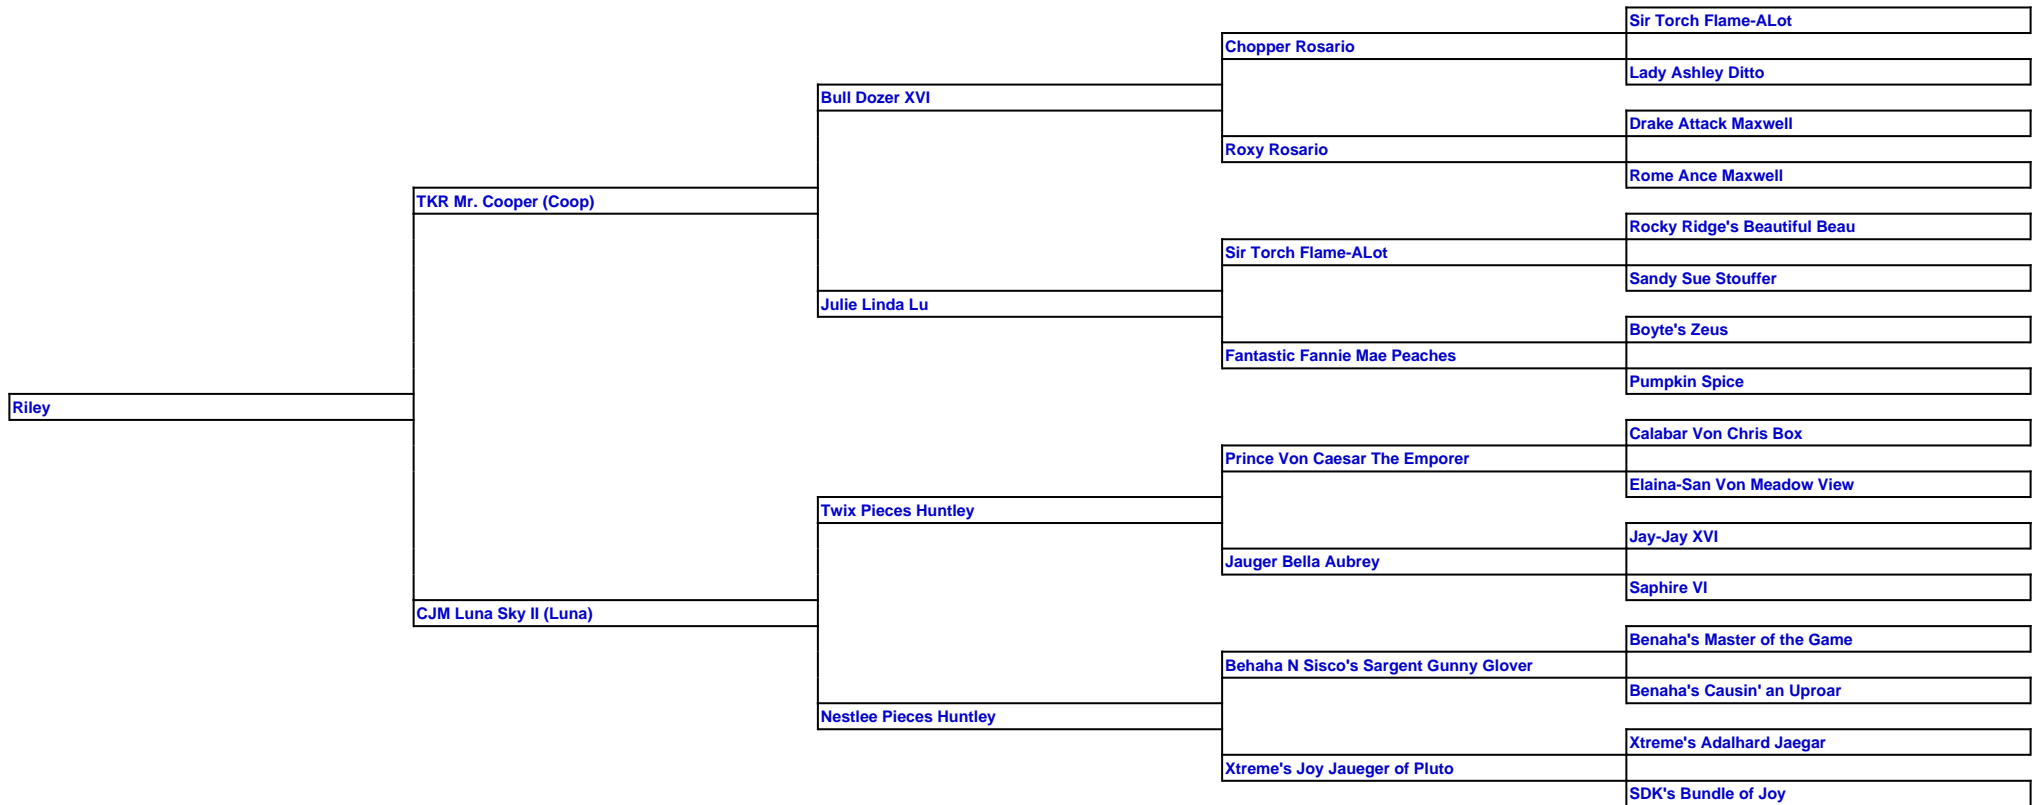 Sir Torch Flame-ALot
Chopper Rosario
Lady Ashley Ditto
Bull Dozer XVI
Drake Attack Maxwell
Roxy Rosario
Rome Ance Maxwell
TKR Mr. Cooper (Coop)
Rocky Ridge's Beautiful Beau
Sir Torch Flame-ALot
Sandy Sue Stouffer
Julie Linda Lu
Boyte's Zeus
Fantastic Fannie Mae Peaches
Pumpkin Spice
Riley
Calabar Von Chris Box
Prince Von Caesar The Emporer
Elaina-San Von Meadow View
Twix Pieces Huntley
Jay-Jay XVI
Jauger Bella Aubrey
Saphire VI
CJM Luna Sky II (Luna)
Benaha's Master of the Game
Behaha N Sisco's Sargent Gunny Glover
Benaha's Causin' an Uproar
Nestlee Pieces Huntley
Xtreme's Adalhard Jaegar
Xtreme's Joy Jaueger of Pluto
SDK's Bundle of Joy